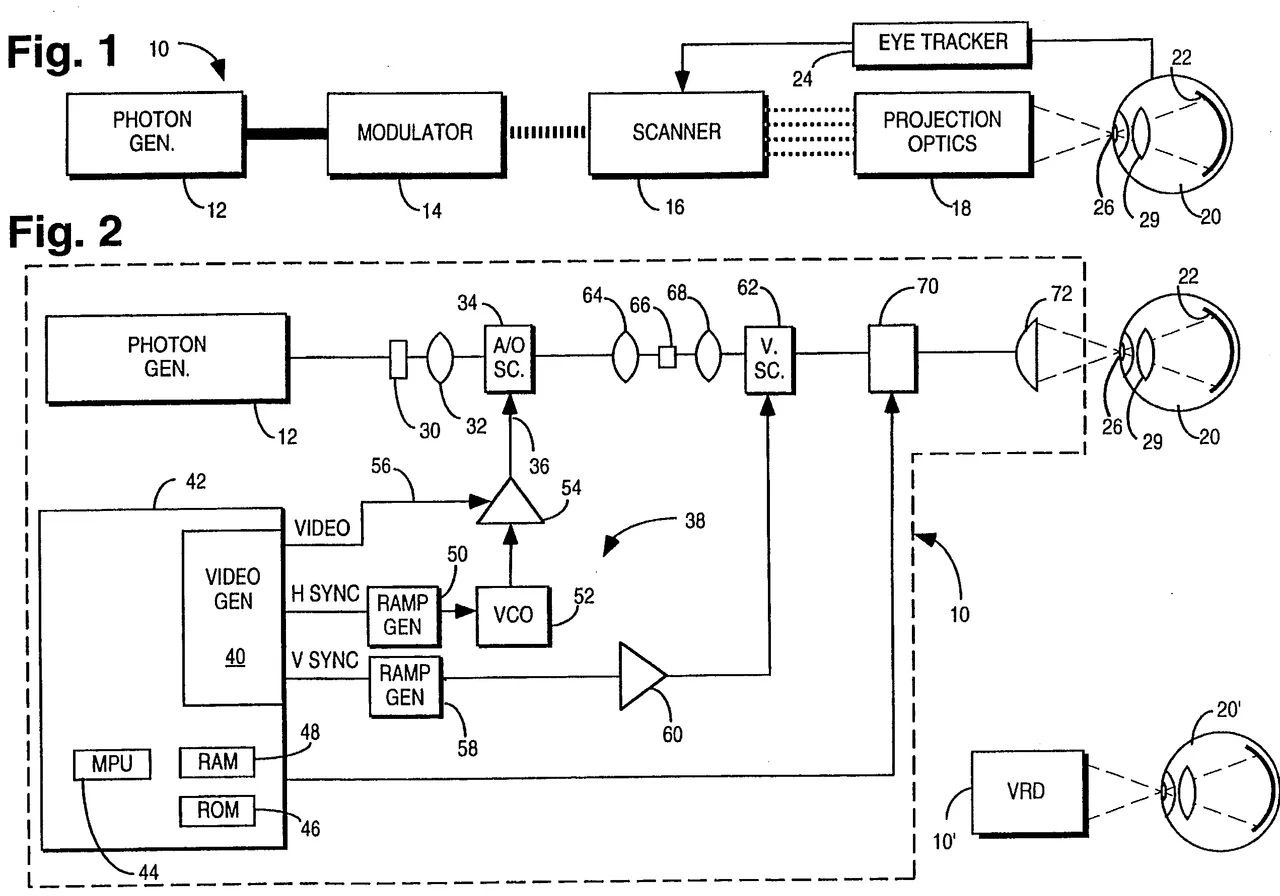 Fig. 1
10
EYE TRACKER
24
22
PHOTON
GEN.
MODULATOR
SCANNER
PROJECTION
OPTICS
12
14
16
18
26
29
20
Fig. 2
34
64
66
68
62
70
72
22
PHOTON
GEN.
A/O
SC.
V.
SC.
12
30
32
36
26
29
20
42
56
54
38
VIDEO
VIDEO
GEN
40
H SYNC
50
RAMP
GEN
VCO
52
10
V SYNC
RAMP
GEN
58
60
20'
MPU
RAM
48
VRD
ROM
46
10'
44